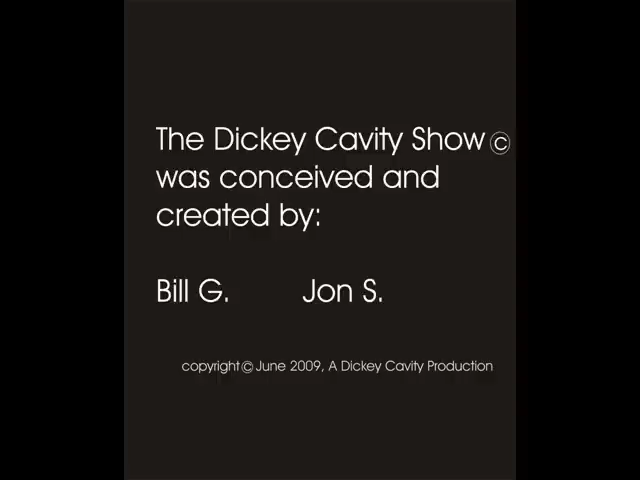 The Dickey Cavity Show ©
was conceived and
created by:
Bill G. Jon S.
copyright © June 2009, A Dickey Cavity Production